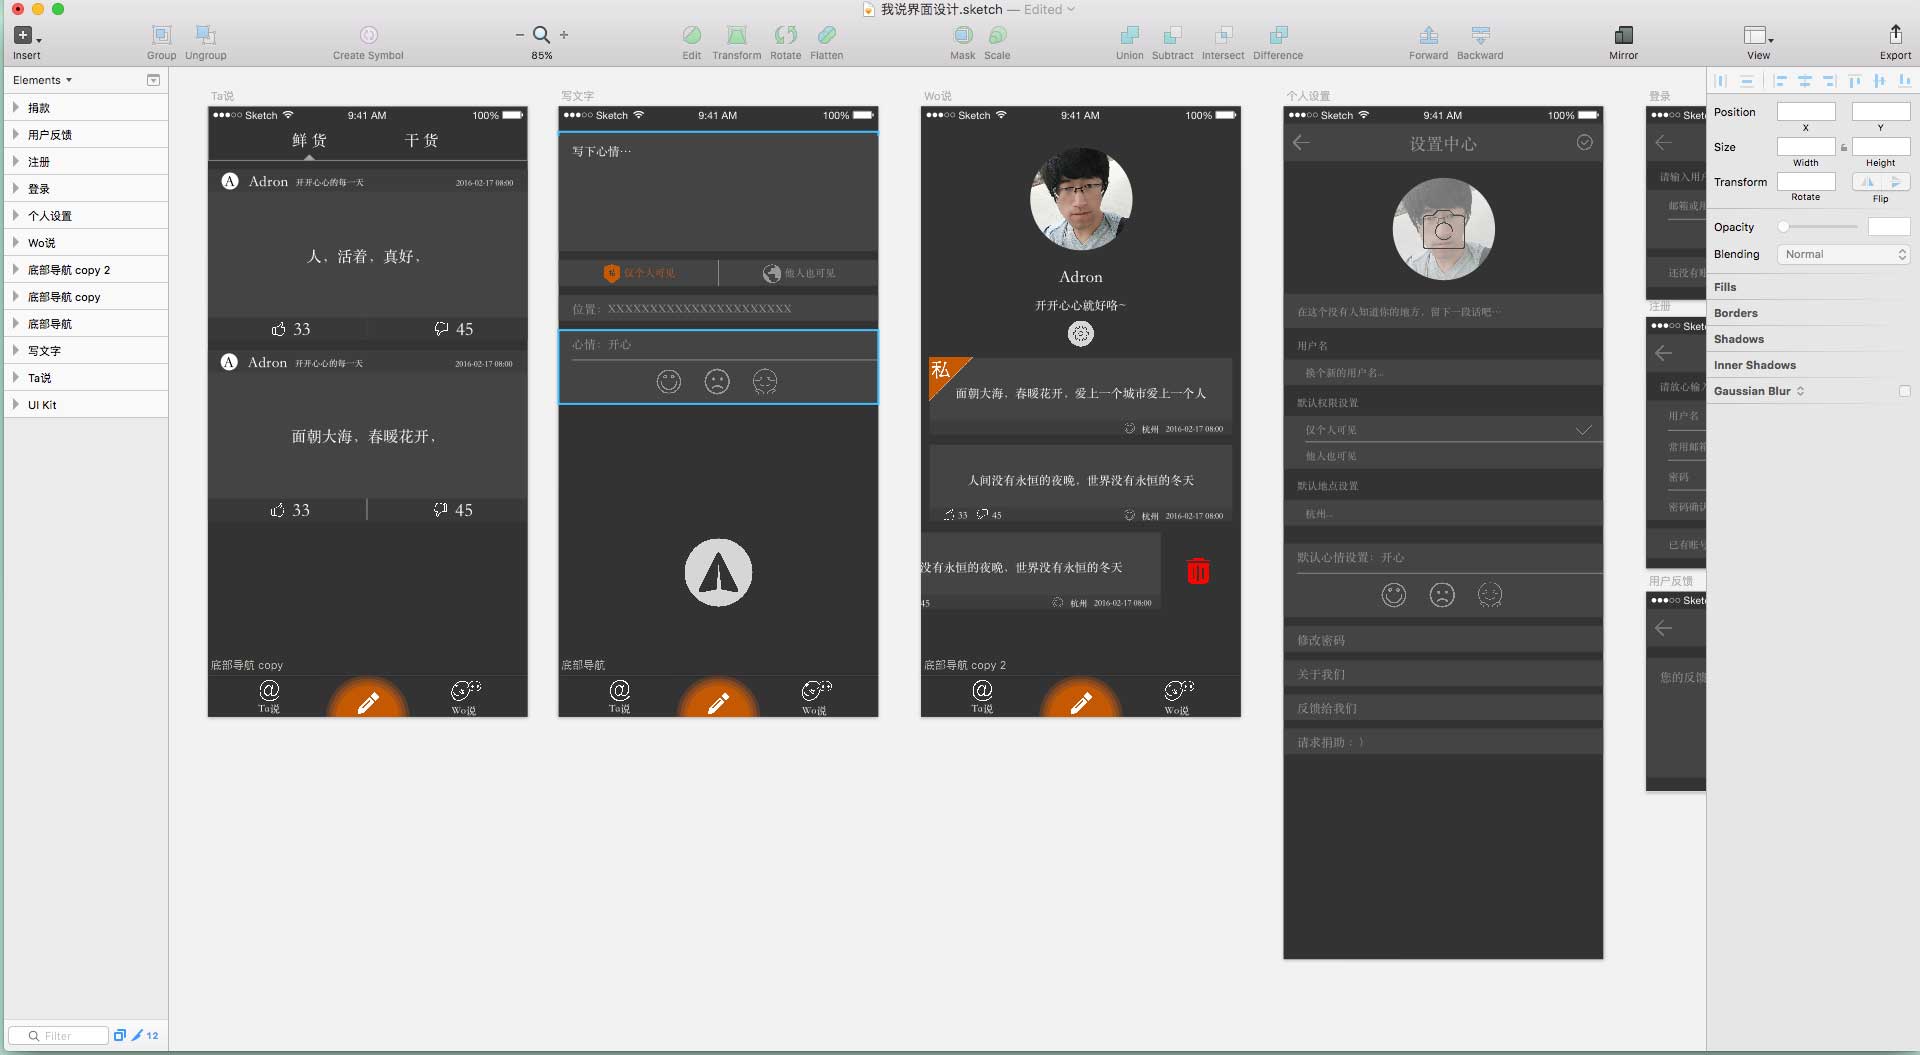 我说界面设计.sketch — Edited
Insert
Group
Ungroup
Create Symbol
85%
Edit
Transform
Rotate
Flatten
Mask
Scale
Union
Subtract
Intersect
Difference
Forward
Backward
Mirror
View
Export
Elements
捐款
用户反馈
注册
登录
个人设置
Wo说
底部导航 copy 2
底部导航 copy
底部导航
写文字
Ta说
UI Kit
Filter
12
Ta说
Sketch 9:41 AM 100%
鲜 货 干 货
A Adron 开开心心的每一天 2016-02-17 08:00
人，活着，真好，
33 45
A Adron 开开心心的每一天 2016-02-17 08:00
面朝大海，春暖花开，
33 45
底部导航 copy
@ Ta说 Wo说
写文字
Sketch 9:41 AM 100%
写下心情…
私 仅个人可见 他人也可见
位置：XXXXXXXXXXXXXXXXXXXXXX
心情：开心
底部导航
@ Ta说 Wo说
Wo说
Sketch 9:41 AM 100%
Adron
开开心心就好咯~
私
面朝大海，春暖花开，爱上一个城市爱上一个人
杭州 2016-02-17 08:00
人间没有永恒的夜晚，世界没有永恒的冬天
33 45 杭州 2016-02-17 08:00
没有永恒的夜晚，世界没有永恒的冬天
45 杭州 2016-02-17 08:00
底部导航 copy 2
@ Ta说 Wo说
个人设置
Sketch 9:41 AM 100%
设置中心
在这个没有人知道你的地方，留下一段话吧…
用户名
换个新的用户名...
默认权限设置
仅个人可见
他人也可见
默认地点设置
杭州...
默认心情设置：开心
修改密码
关于我们
反馈给我们
请求捐助：）
登录
Sket
请输入用户
邮箱或用
还没有账
注册
Sket
请放心输入
用户名
常用邮箱
密码
密码确认
已有账号
用户反馈
Sket
您的反馈
Position
X Y
Size
Width Height
Transform
Rotate Flip
Opacity
Blending Normal
Fills
Borders
Shadows
Inner Shadows
Gaussian Blur